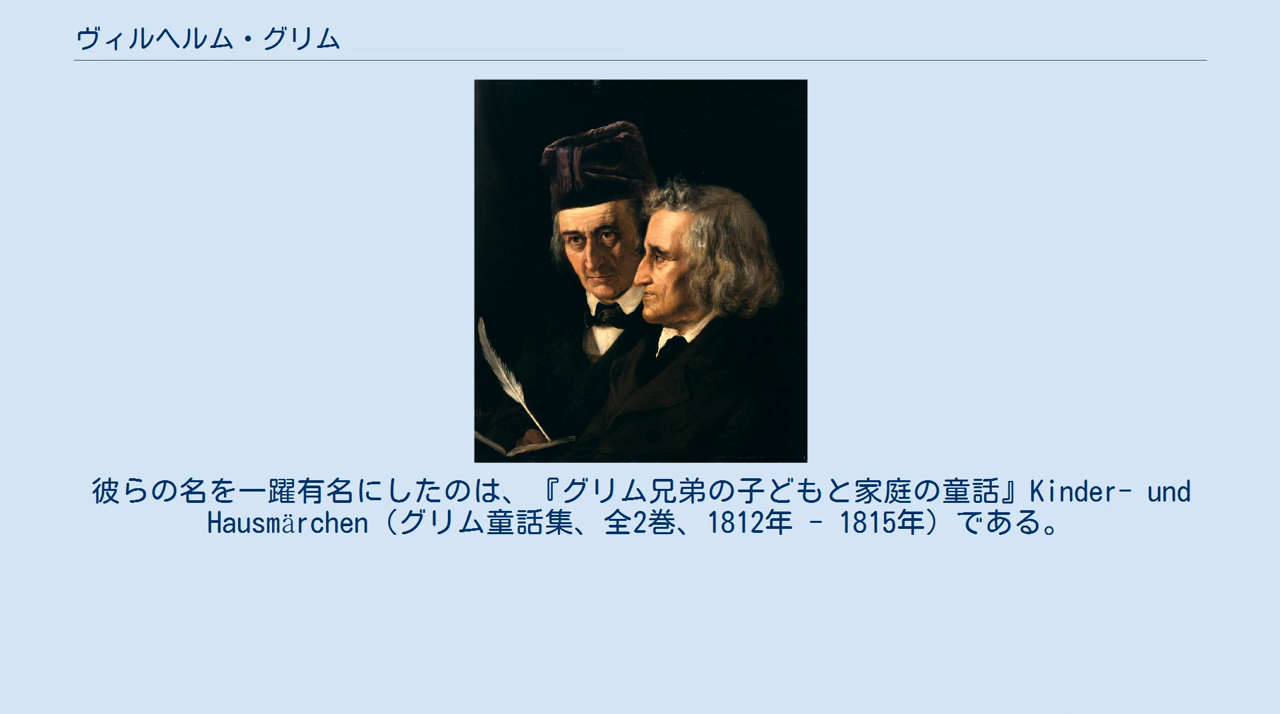 ヴィルヘルム・グリム
彼らの名を一躍有名にしたのは、『グリム兄弟の子どもと家庭の童話』Kinder- und
Hausmärchen（グリム童話集、全2巻、1812年 - 1815年）である。